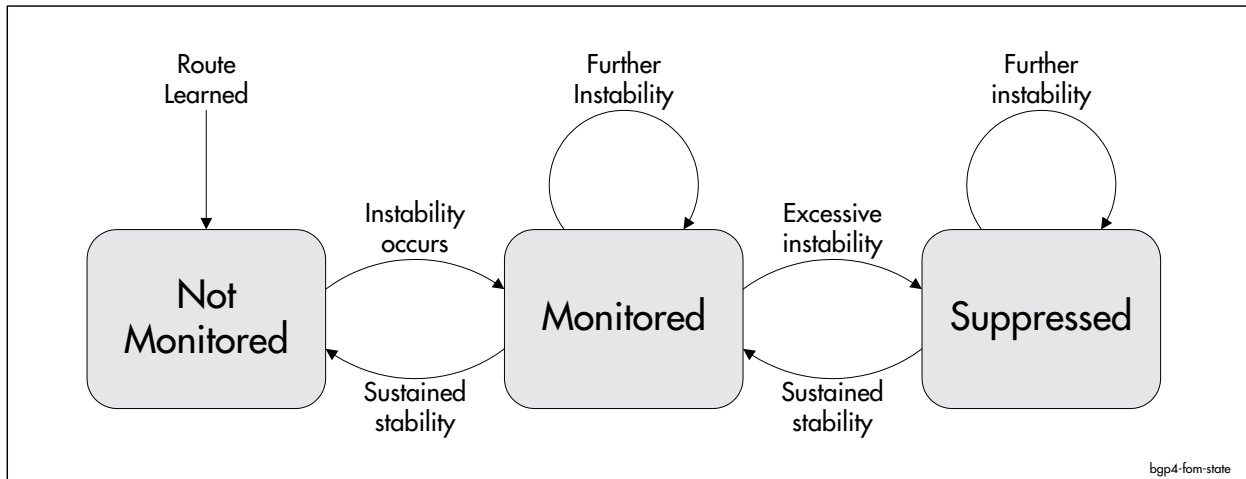 Route
Learned
Further
Instability
Further
instability
Instability
occurs
Excessive
instability
Not
Monitored
Monitored
Suppressed
Sustained
stability
Sustained
stability
bgp4-fom-state